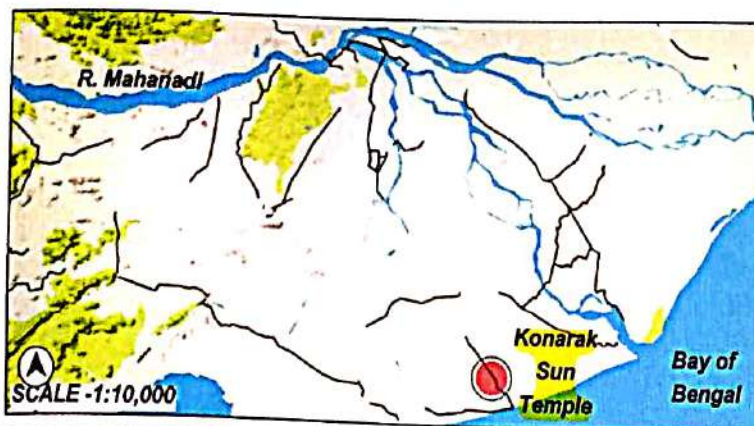 R. Mahanadi
Konarak
Sun
Temple
Bay of
Bengal
SCALE -1:10,000